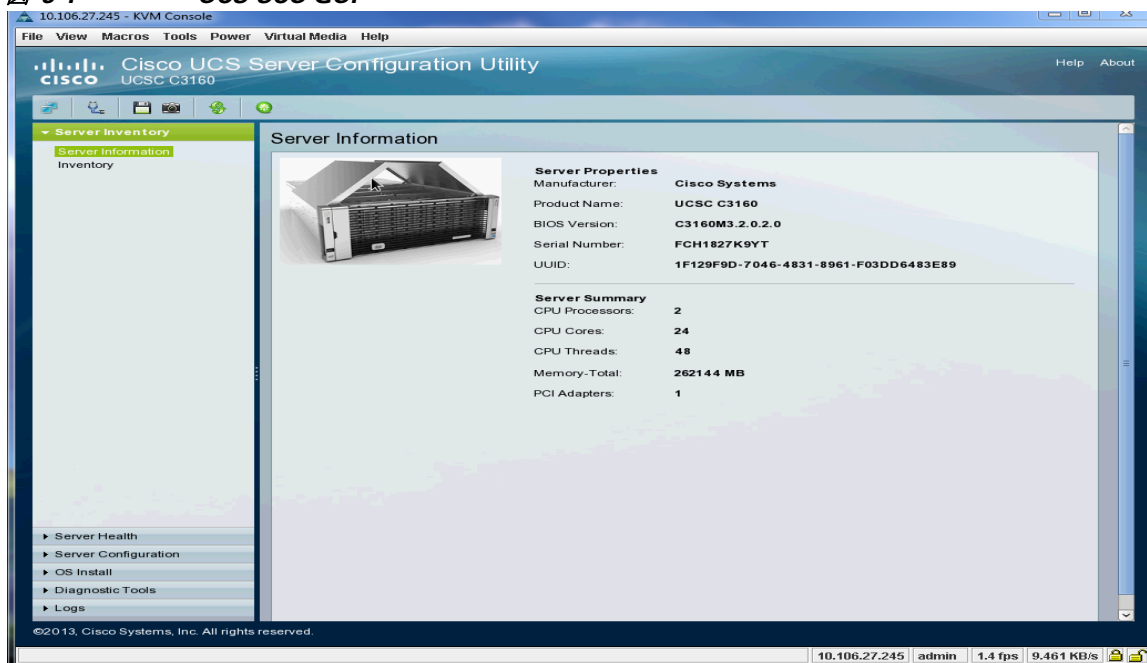 10.106.27.245 - KVM Console
File View Macros Tools Power Virtual Media Help
CISCO
Cisco UCS Server Configuration Utility
UCSC C3160
Help About
Server Inventory
Server Information
Inventory
Server Information
Server Properties
Manufacturer: Cisco Systems
Product Name: UCSC C3160
BIOS Version: C3160M3.2.0.2.0
Serial Number: FCH1827K9YT
UUID: 1F129F9D-7046-4831-8961-F03DD6483E89
Server Summary
CPU Processors: 2
CPU Cores: 24
CPU Threads: 48
Memory-Total: 262144 MB
PCI Adapters: 1
Server Health
Server Configuration
OS Install
Diagnostic Tools
Logs
©2013, Cisco Systems, Inc. All rights reserved.
10.106.27.245 admin 1.4 fps 9.461 KB/s